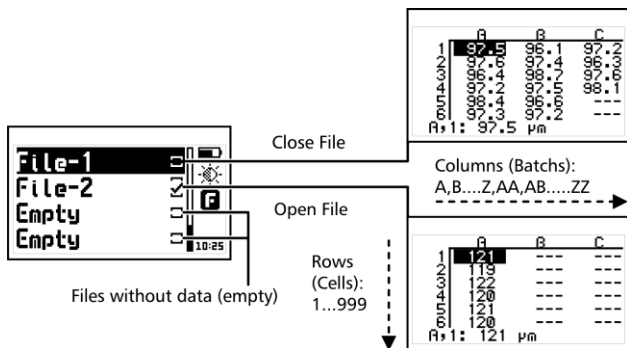 A B C
1 97.5 96.1 97.2
2 97.6 97.4 96.3
3 96.4 98.7 97.6
4 97.2 97.5 98.1
5 98.4 96.6 ---
6 97.3 97.2 ---
A,1: 97.5 µm
File-1
File-2
Empty
Empty
F
10:25
Close File
Open File
Files without data (empty)
Columns (Batchs):
A,B....Z,AA,AB.....ZZ
Rows
(Cells):
1...999
A B C
1 121 --- ---
2 119 --- ---
3 122 --- ---
4 120 --- ---
5 121 --- ---
6 120 --- ---
A,1: 121 µm